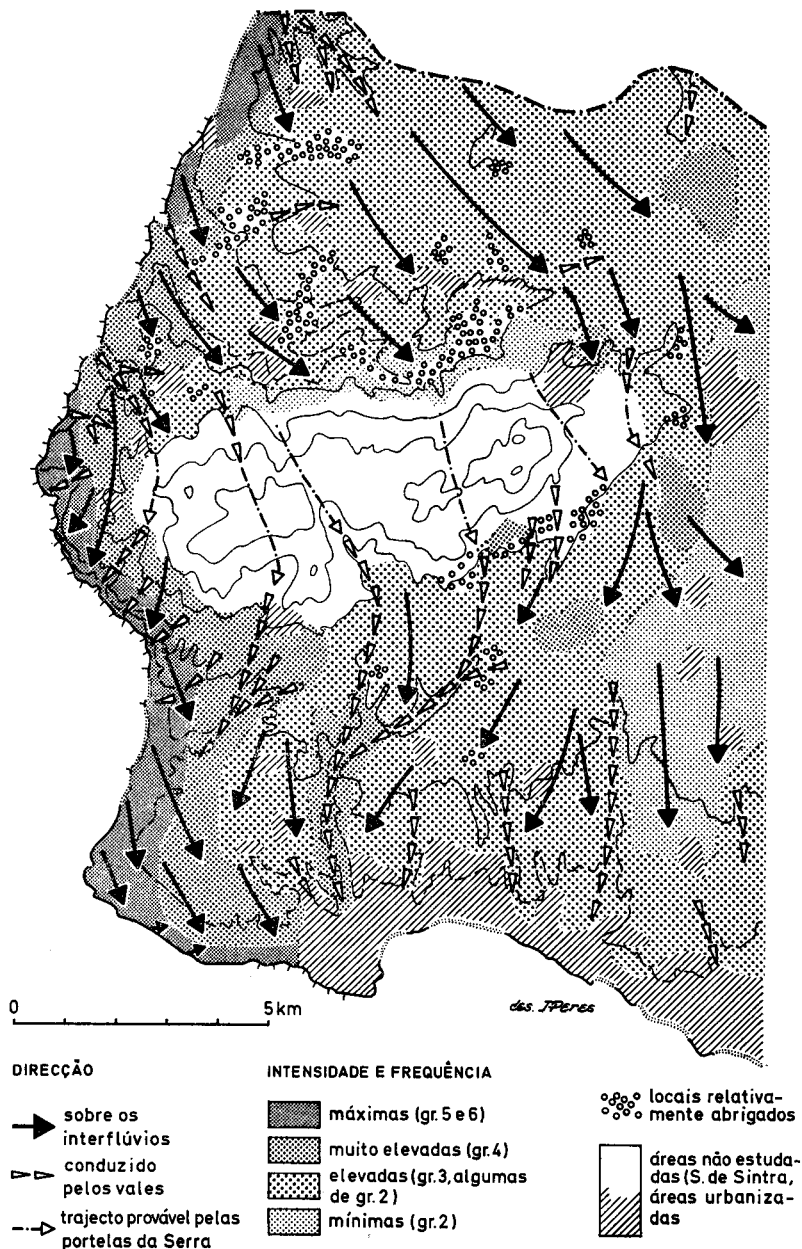 0
5 km
des. J.Peres
DIRECÇÃO
sobre os
interflúvios
conduzido
pelos vales
trajecto provável pelas
portelas da Serra
INTENSIDADE E FREQUÊNCIA
máximas (gr. 5 e 6)
muito elevadas (gr. 4)
elevadas (gr. 3, algumas
de gr. 2)
mínimas (gr. 2)
locais relativa-
mente abrigados
áreas não estuda-
das (S. de Sintra,
áreas urbaniza-
das